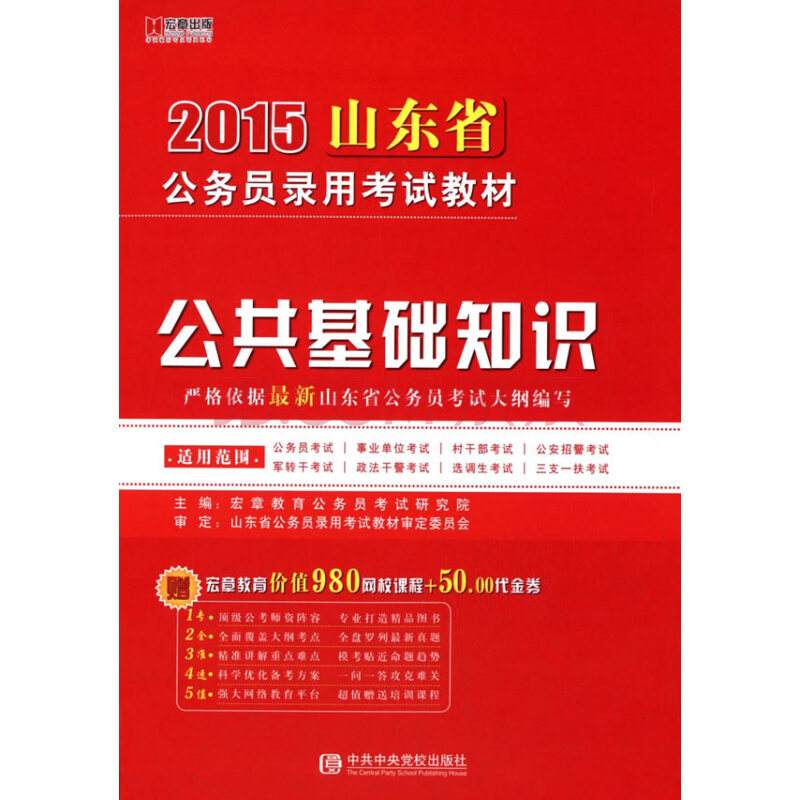 宏章出版
2015 山东省
公务员录用考试教材
公共基础知识
严格依据最新山东省公务员考试大纲编写
适用范围
公务员考试｜事业单位考试｜村干部考试｜公安招警考试
军转干考试｜政法干警考试｜选调生考试｜三支一扶考试
主 编：宏章教育公务员考试研究院
审 定：山东省公务员录用考试教材审定委员会
赠 宏章教育价值980网校课程+50.00代金券
1专 顶级公考师资阵容 专业打造精品图书
2全 全面覆盖大纲考点 全盘罗列最新真题
3准 精准讲解重点难点 模考贴近命题趋势
4速 科学优化备考方案 一问一答攻克难关
5值 强大网络教育平台 超值赠送培训课程
中共中央党校出版社
The Central Party School Publishing House